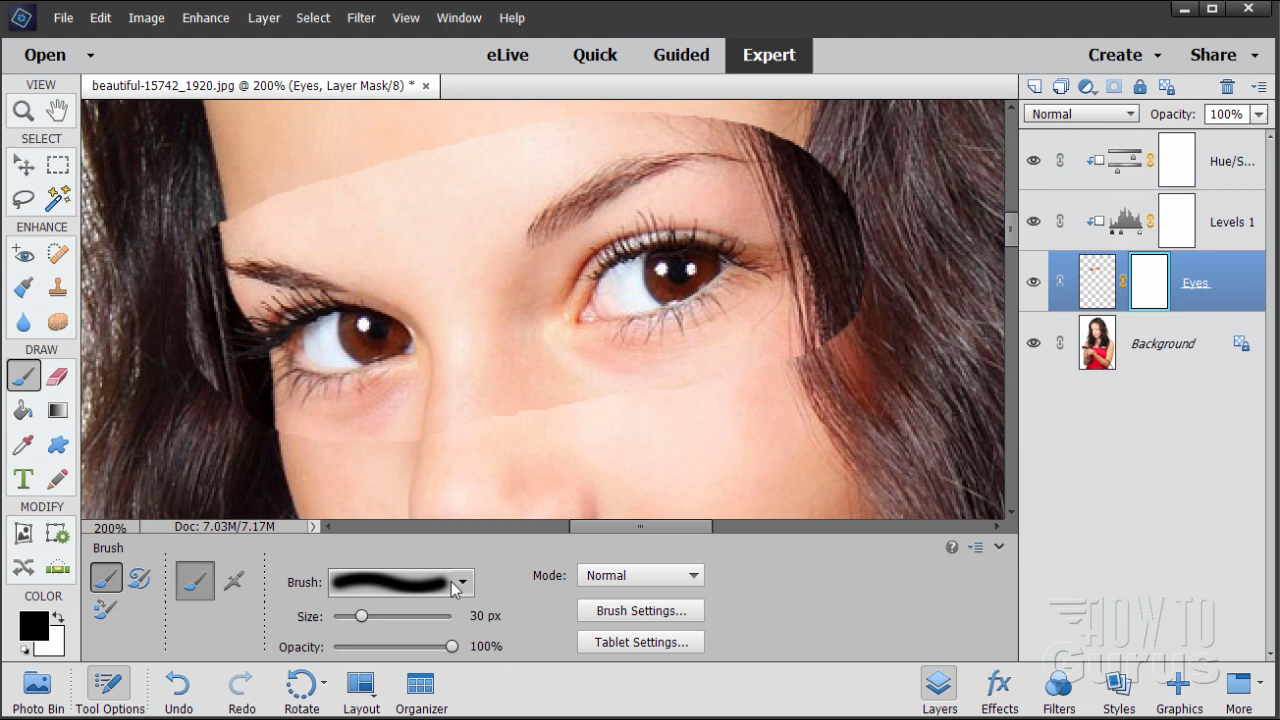 File Edit Image Enhance Layer Select Filter View Window Help
Open eLive Quick Guided Expert Create Share
VIEW
beautiful-15742_1920.jpg @ 200% (Eyes, Layer Mask/8) * ×
Normal Opacity: 100%
SELECT
Hue/S...
ENHANCE
Levels 1
Eyes
DRAW
Background
T
MODIFY
200% Doc: 7.03M/7.17M
Brush
Brush: Mode: Normal
COLOR
Size: 30 px Brush Settings...
Opacity: 100% Tablet Settings...
HOW TO
Gurus
fx
Photo Bin Tool Options Undo Redo Rotate Layout Organizer Layers Effects Filters Styles Graphics More